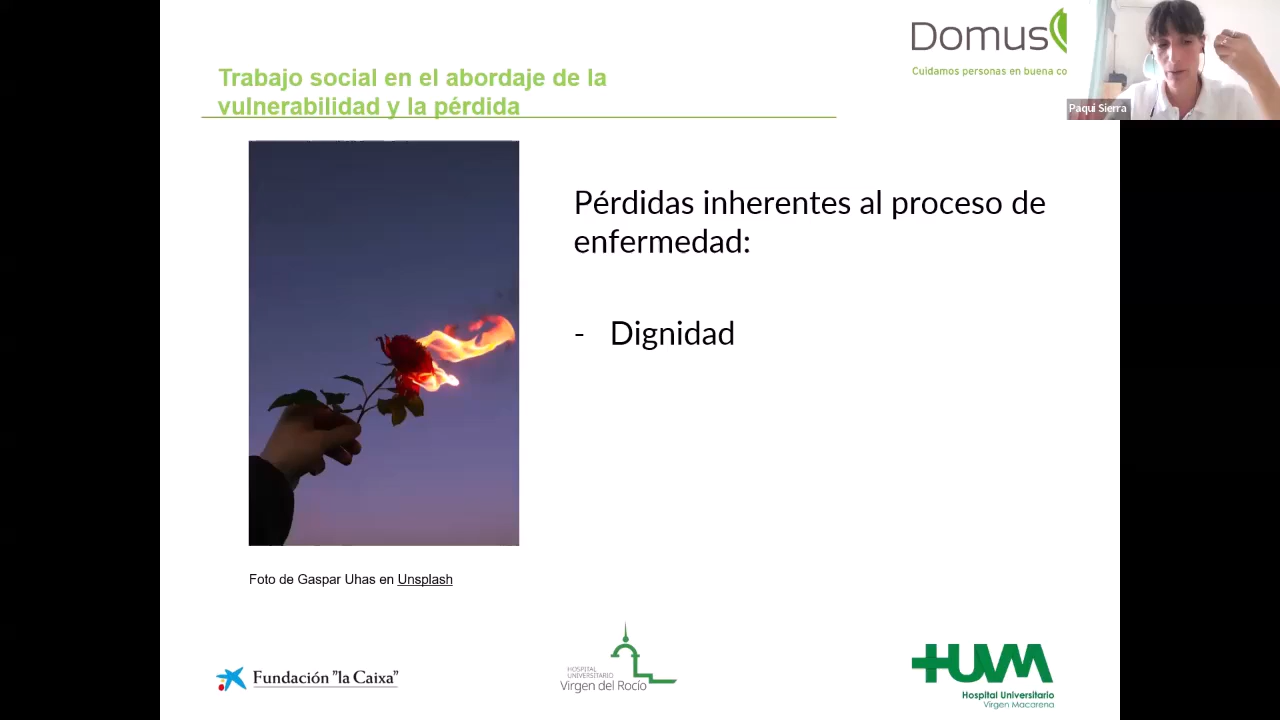 Domus
Cuidamos personas en buena co
Paqui Sierra
Trabajo social en el abordaje de la
vulnerabilidad y la pérdida
Pérdidas inherentes al proceso de
enfermedad:
- Dignidad
Foto de Gaspar Uhas en Unsplash
Fundación "la Caixa"
HOSPITAL
UNIVERSITARIO
Virgen del Rocío
HUVM
Hospital Universitario
Virgen Macarena